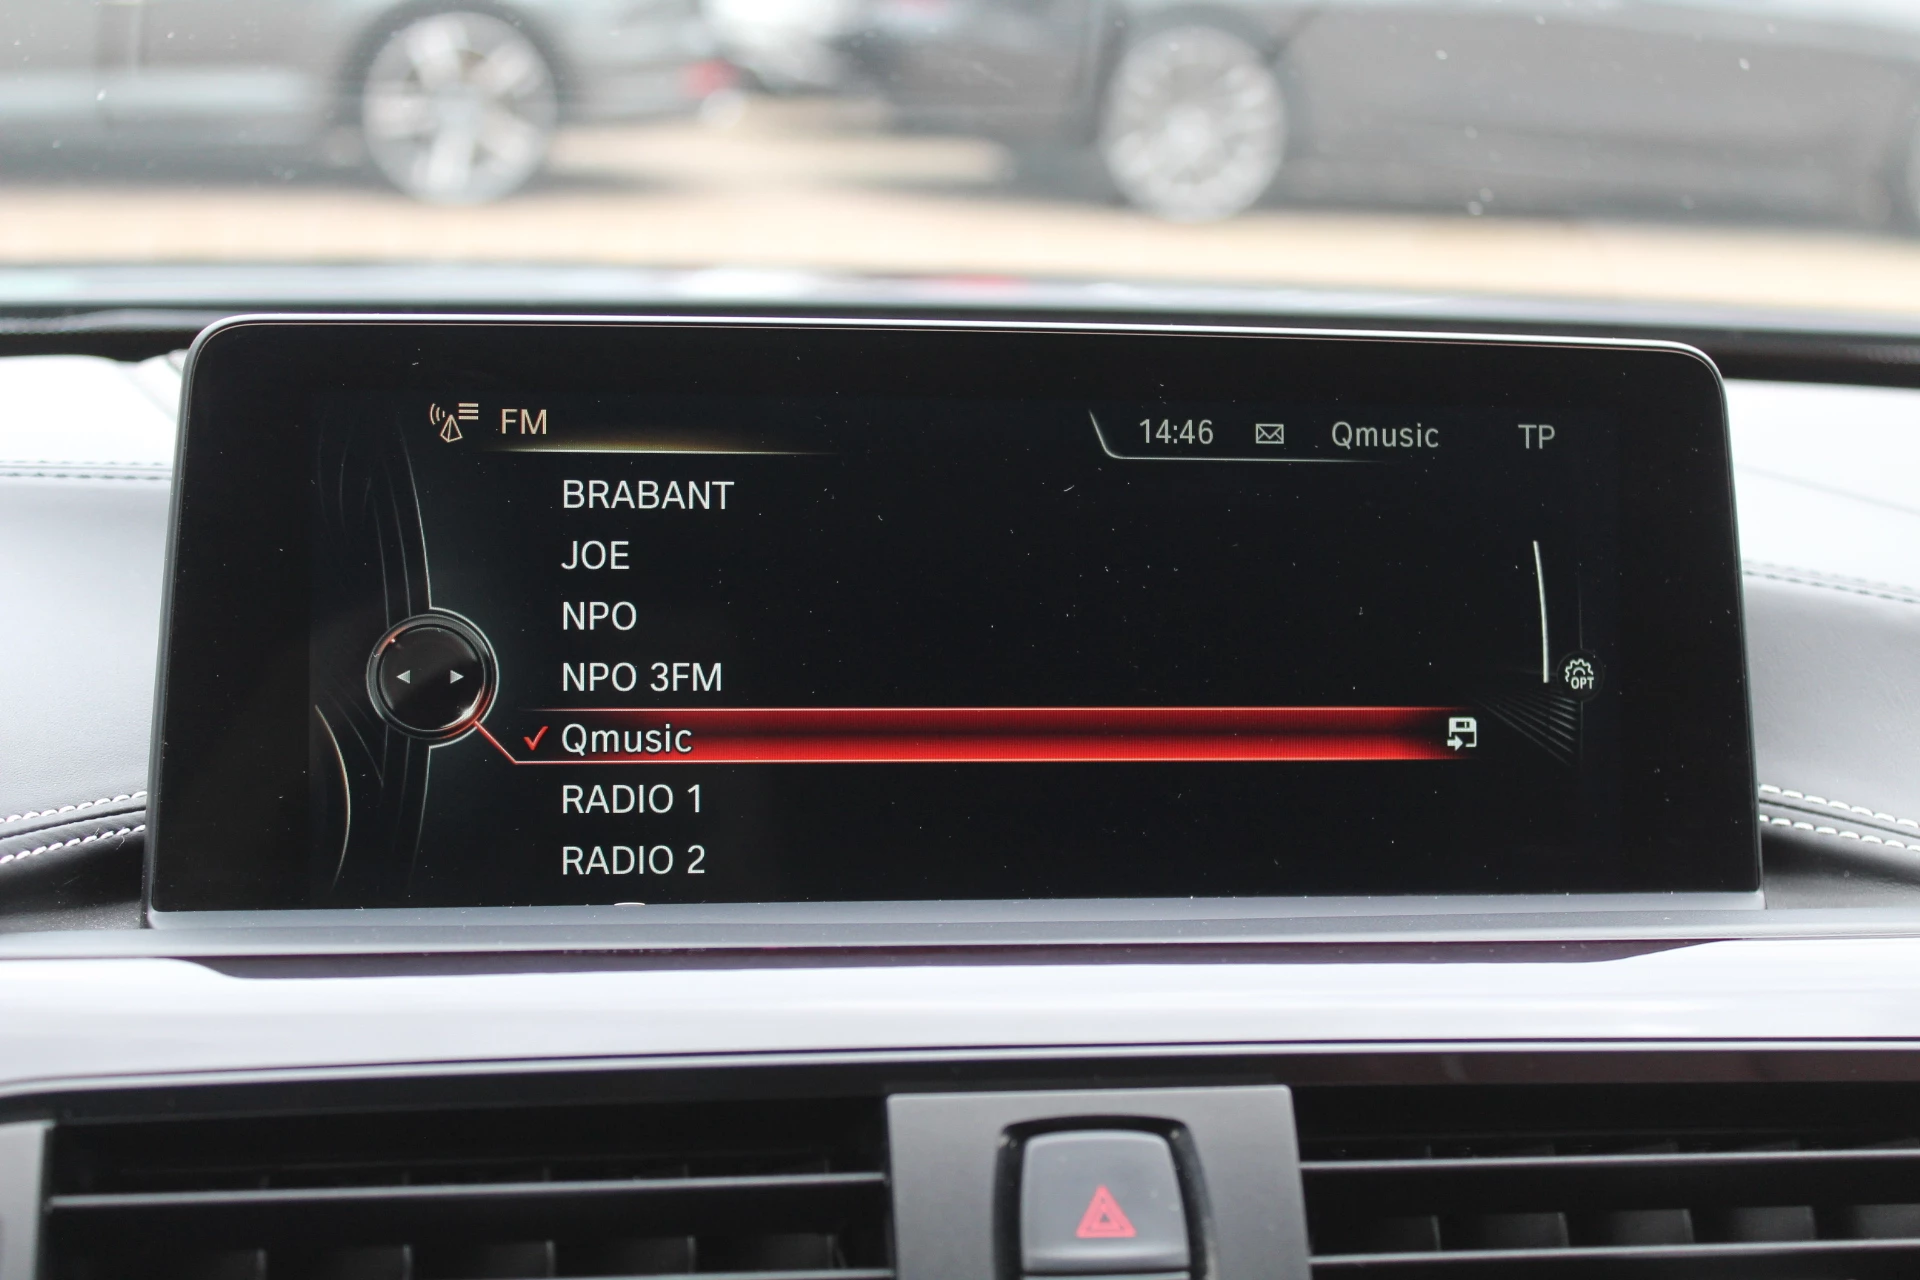 FM
14:46 Qmusic TP
BRABANT
JOE
NPO
NPO 3FM
Qmusic
OPT
RADIO 1
RADIO 2